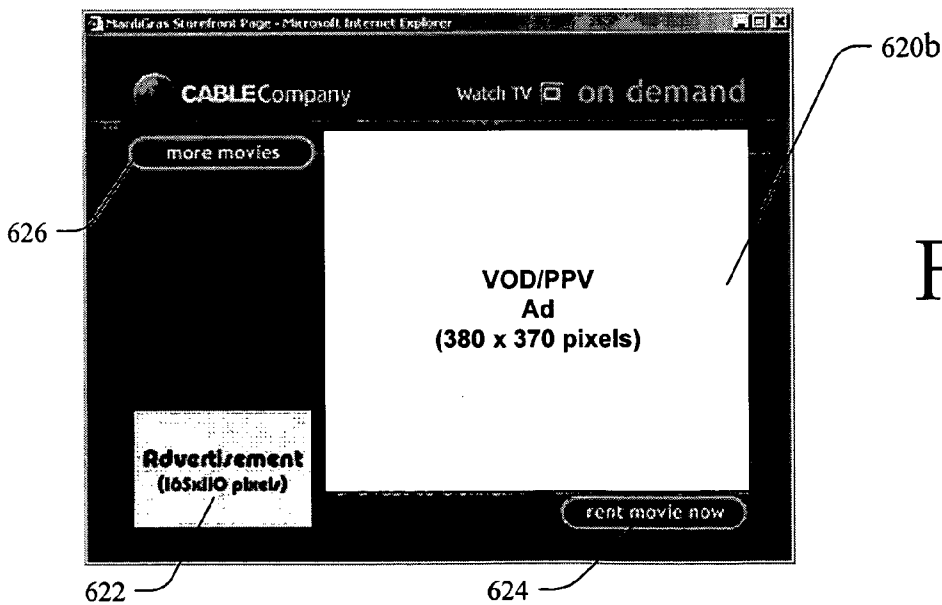 MardiGras Storefront Page - Microsoft Internet Explorer
620b
CABLECompany
Watch TV on demand
more movies
626
F
VOD/PPV
Ad
(380 x 370 pixels)
Advertisement
(165x110 pixels)
rent movie now
622
624